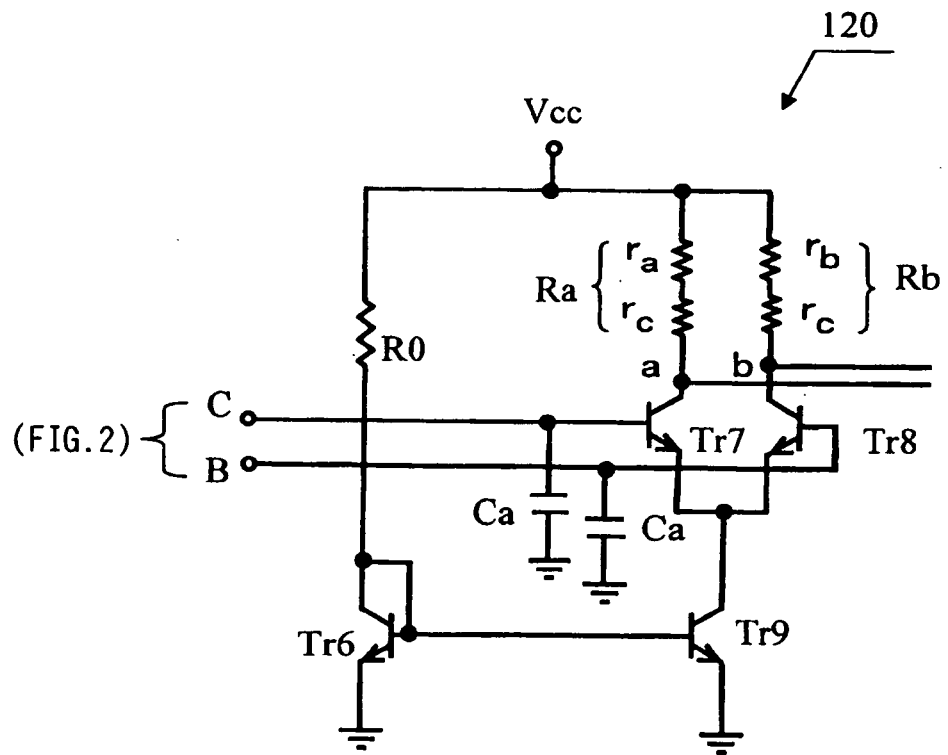 120
Vcc
Ra
ra
rc
rb
rc
Rb
R0
a
b
(FIG.2)
C
B
Tr7
Tr8
Ca
Ca
Tr6
Tr9